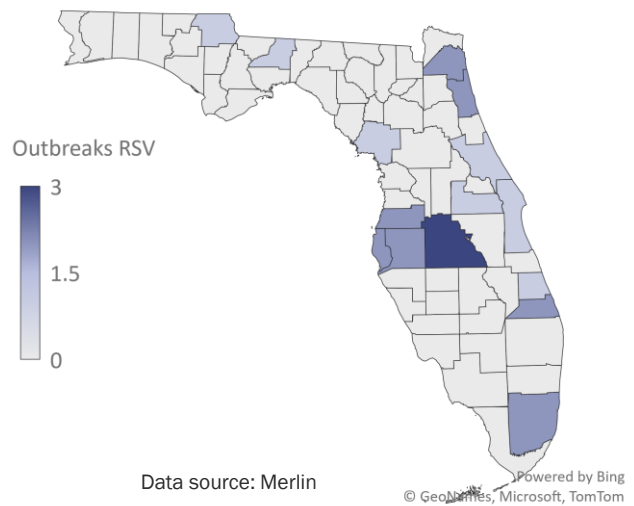 Outbreaks RSV
3
1.5
0
Data source: Merlin
Powered by Bing
© GeoNames, Microsoft, TomTom